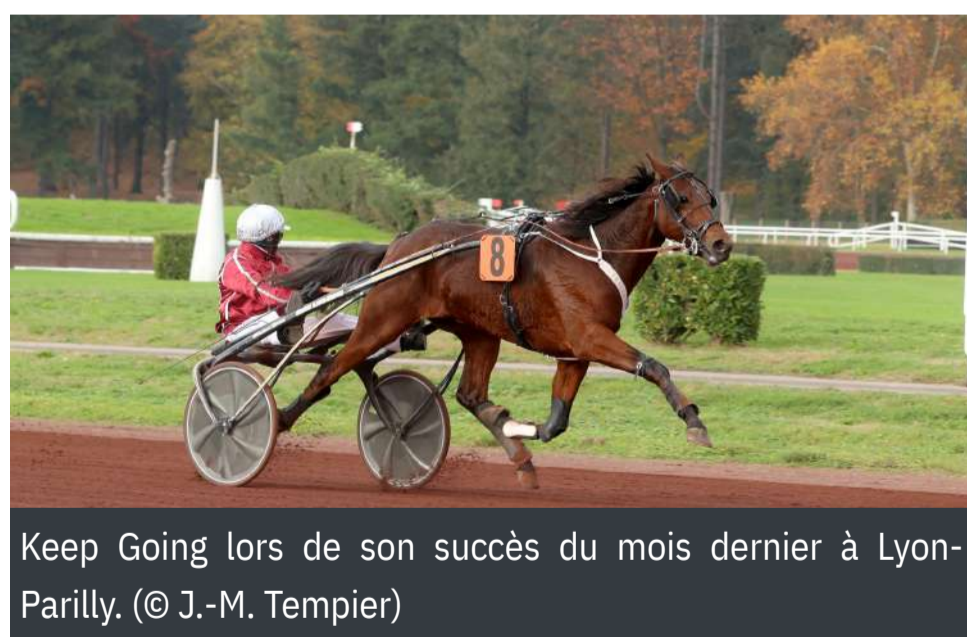 8
Keep Going lors de son succès du mois dernier à Lyon-
Parilly. (© J.-M. Tempier)